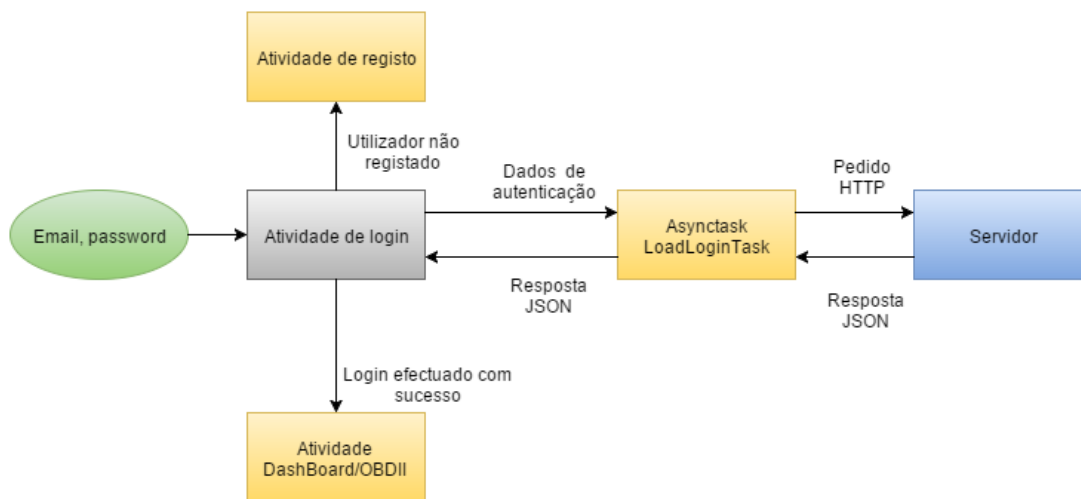 Atividade de registo
Utilizador não
registado
Dados de
autenticação
Pedido
HTTP
Email, password
Atividade de login
Asynctask
LoadLoginTask
Servidor
Resposta
JSON
Resposta
JSON
Login efectuado com
sucesso
Atividade
DashBoard/OBDII